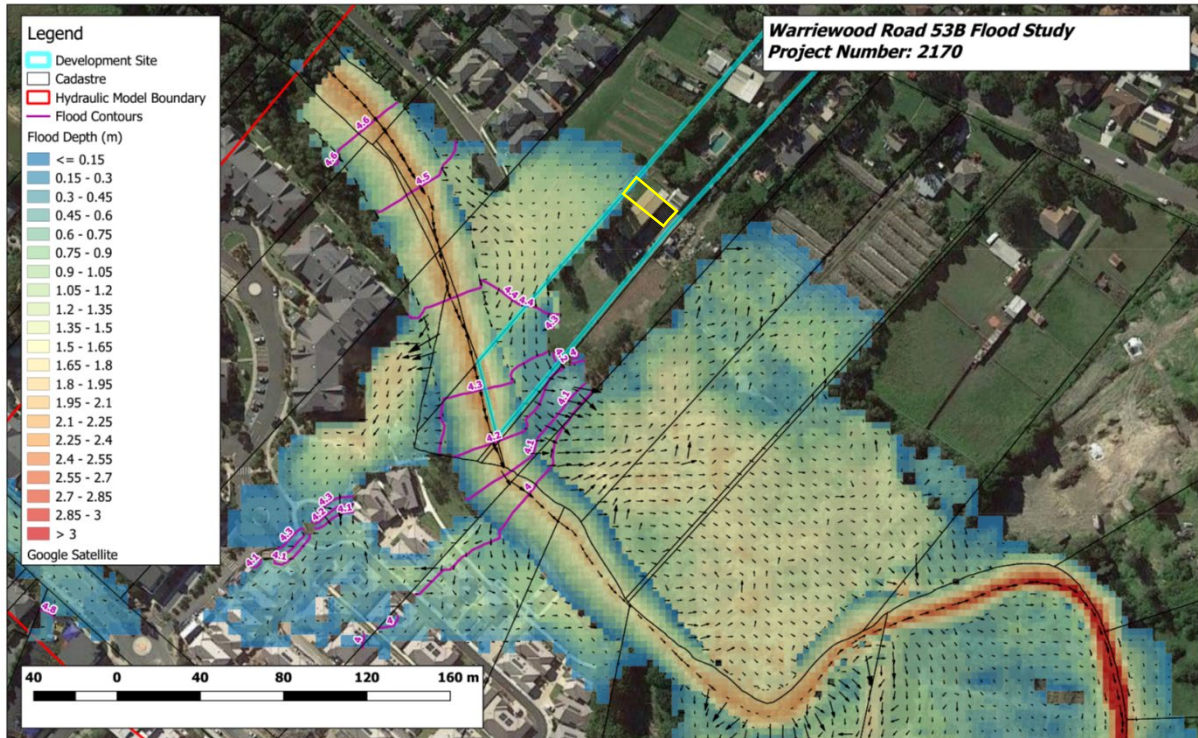 Warriewood Road 53B Flood Study
Project Number: 2170
Legend
Development Site
Cadastre
Hydraulic Model Boundary
Flood Contours
Flood Depth (m)
<= 0.15
0.15 - 0.3
0.3 - 0.45
0.45 - 0.6
0.6 - 0.75
0.75 - 0.9
0.9 - 1.05
1.05 - 1.2
1.2 - 1.35
1.35 - 1.5
1.5 - 1.65
1.65 - 1.8
1.8 - 1.95
1.95 - 2.1
2.1 - 2.25
2.25 - 2.4
2.4 - 2.55
2.55 - 2.7
2.7 - 2.85
2.85 - 3
> 3
Google Satellite
4.6
4.6
4.5
4.4
4.4
4.3
4.3
4.1
4.2
4.1
4
4.3
4.2
4.1
4.3
4.1
4.1
4
4
4.8
40 0 40 80 120 160 m